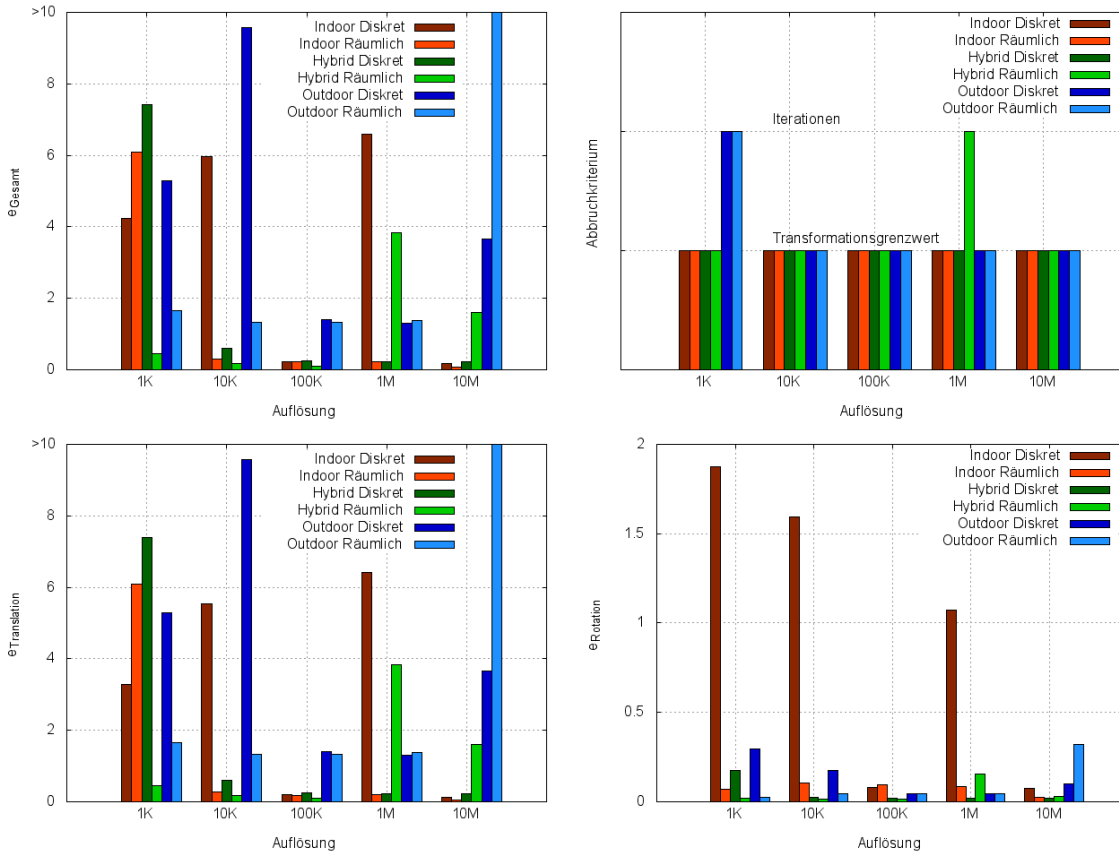 >10
8
6
4
2
0
e Gesamt
Indoor Diskret
Indoor Räumlich
Hybrid Diskret
Hybrid Räumlich
Outdoor Diskret
Outdoor Räumlich
1K 10K 100K 1M 10M
Auflösung
Abbruchkriterium
Indoor Diskret
Indoor Räumlich
Hybrid Diskret
Hybrid Räumlich
Outdoor Diskret
Outdoor Räumlich
Iterationen
Transformationsgrenzwert
1K 10K 100K 1M 10M
Auflösung
>10
8
6
4
2
0
e Translation
Indoor Diskret
Indoor Räumlich
Hybrid Diskret
Hybrid Räumlich
Outdoor Diskret
Outdoor Räumlich
1K 10K 100K 1M 10M
Auflösung
2
1.5
1
0.5
0
e Rotation
Indoor Diskret
Indoor Räumlich
Hybrid Diskret
Hybrid Räumlich
Outdoor Diskret
Outdoor Räumlich
1K 10K 100K 1M 10M
Auflösung